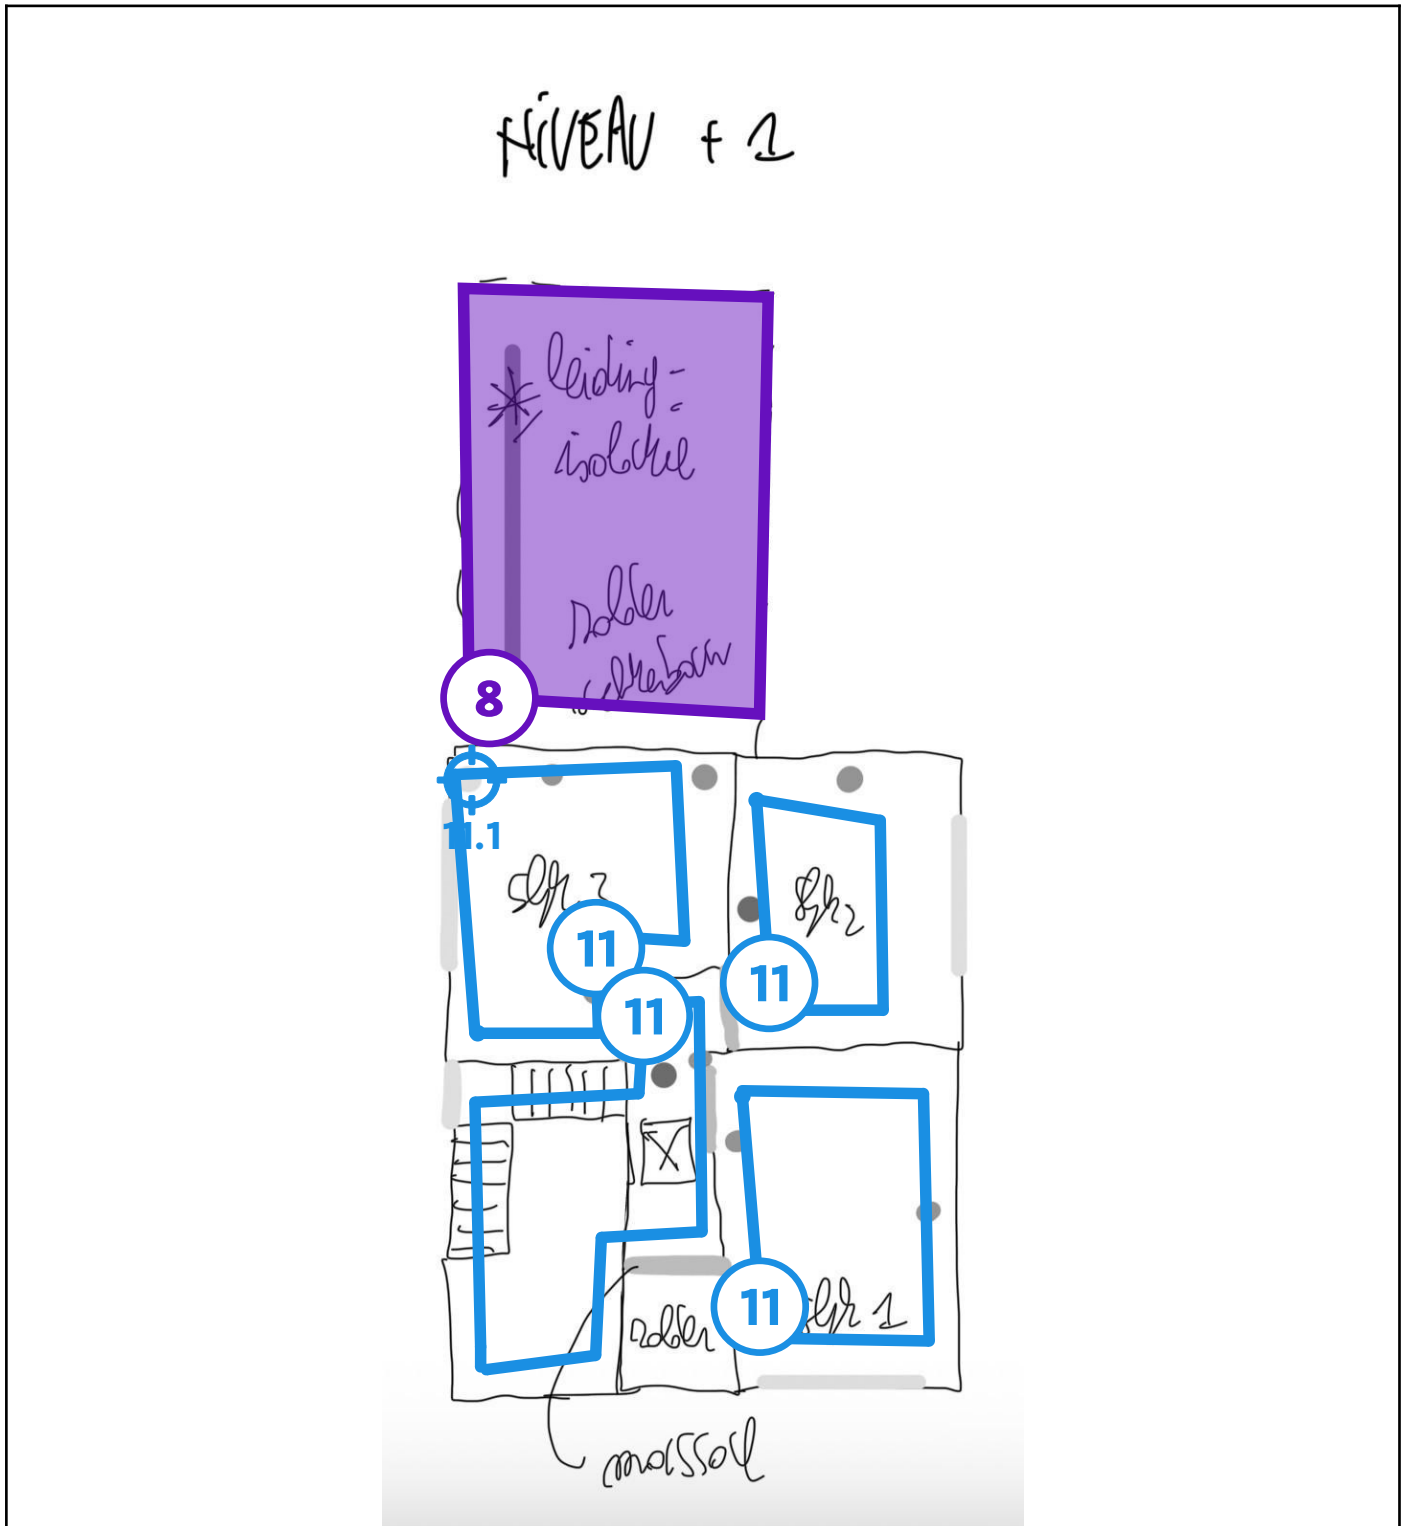 NIVEAU + 1
leiding-
isolatie
zolder
achterbouw
8
11.1
slpk 3
slpk 2
11
11
11
11
slpk 1
zolder
massief